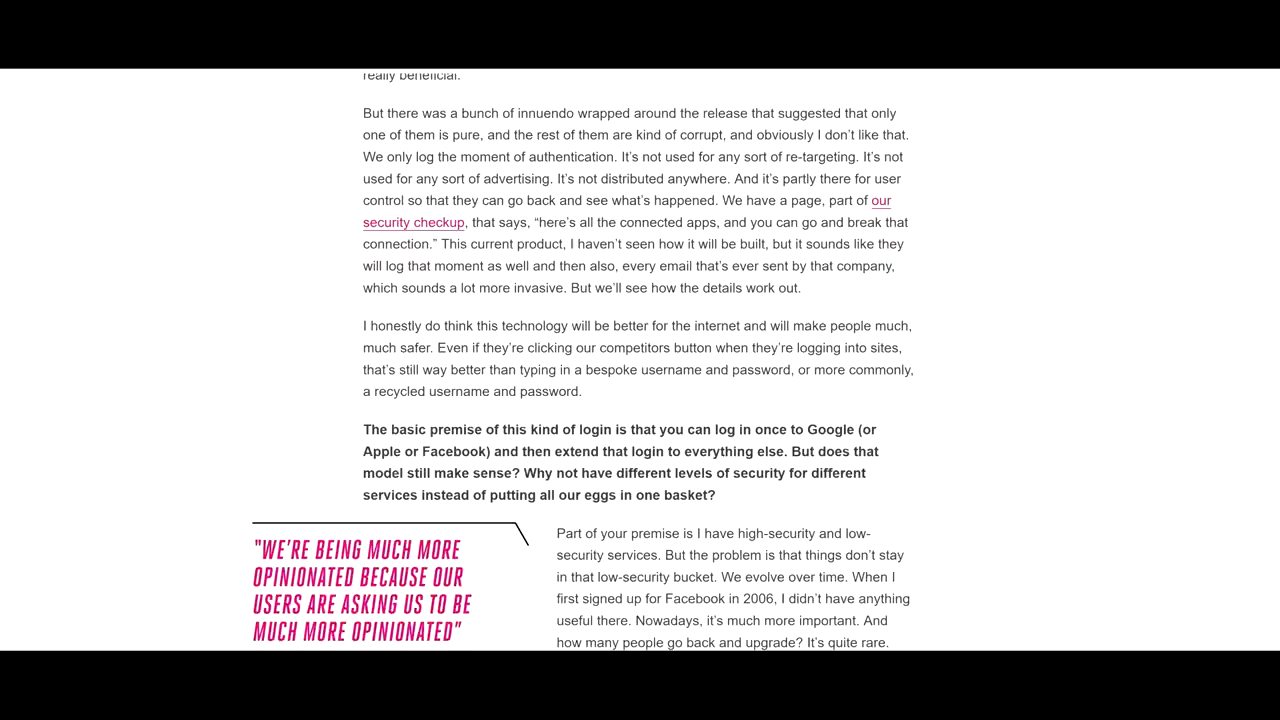 really beneficial.
But there was a bunch of innuendo wrapped around the release that suggested that only
one of them is pure, and the rest of them are kind of corrupt, and obviously I don’t like that.
We only log the moment of authentication. It’s not used for any sort of re-targeting. It’s not
used for any sort of advertising. It’s not distributed anywhere. And it’s partly there for user
control so that they can go back and see what’s happened. We have a page, part of our
security checkup, that says, “here’s all the connected apps, and you can go and break that
connection.” This current product, I haven’t seen how it will be built, but it sounds like they
will log that moment as well and then also, every email that’s ever sent by that company,
which sounds a lot more invasive. But we’ll see how the details work out.
I honestly do think this technology will be better for the internet and will make people much,
much safer. Even if they’re clicking our competitors button when they’re logging into sites,
that’s still way better than typing in a bespoke username and password, or more commonly,
a recycled username and password.
The basic premise of this kind of login is that you can log in once to Google (or
Apple or Facebook) and then extend that login to everything else. But does that
model still make sense? Why not have different levels of security for different
services instead of putting all our eggs in one basket?
"WE’RE BEING MUCH MORE
OPINIONATED BECAUSE OUR
USERS ARE ASKING US TO BE
MUCH MORE OPINIONATED"
Part of your premise is I have high-security and low-
security services. But the problem is that things don’t stay
in that low-security bucket. We evolve over time. When I
first signed up for Facebook in 2006, I didn’t have anything
useful there. Nowadays, it’s much more important. And
how many people go back and upgrade? It’s quite rare.